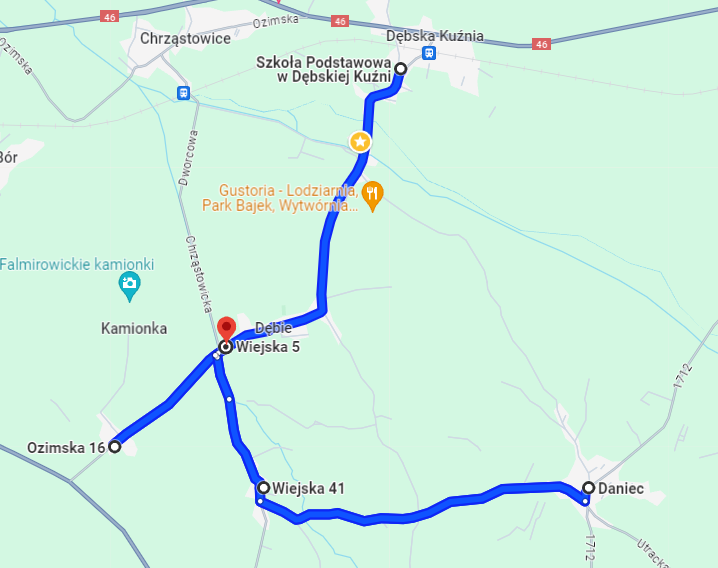 46
Ozimska
46
Dębska Kuźnia
46
Chrząstowice
Ozimska
Szkoła Podstawowa
w Dębskiej Kuźni
Dworcowa
Bór
Gustoria - Lodziarnia,
Park Bajek, Wytwórnia...
Chrząstowicka
Falmirowickie kamionki
Kamionka
Dębie
Wiejska 5
1712
Ozimska 16
Wiejska 41
Daniec
1712
Utracka